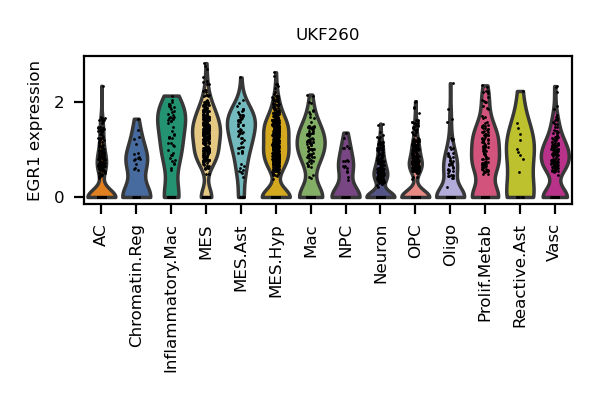 UKF260
EGR1 expression
2
0
AC
Chromatin.Reg
Inflammatory.Mac
MES
MES.Ast
MES.Hyp
Mac
NPC
Neuron
OPC
Oligo
Prolif.Metab
Reactive.Ast
Vasc